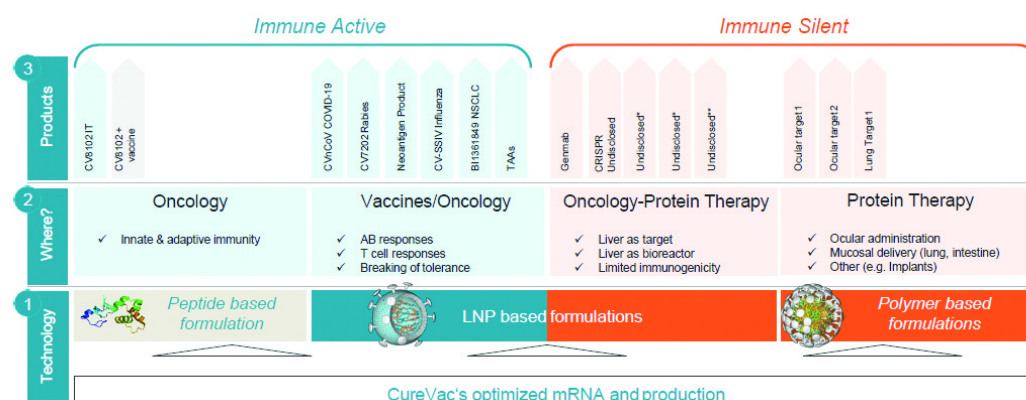 Immune Active
Immune Silent
3
Products
CV8102 IT
CV8102 +
vaccine
CVnCoV COVID-19
CV7202 Rabies
Neoantigen Product
CV-SSIV Influenza
BI1361849 NSCLC
TAAs
Genmab
CRISPR
Undisclosed
Undisclosed*
Undisclosed*
Undisclosed**
Ocular target 1
Ocular target 2
Lung Target 1
2
Where?
Oncology
✓ Innate & adaptive immunity
Vaccines/Oncology
✓ AB responses
✓ T cell responses
✓ Breaking of tolerance
Oncology-Protein Therapy
✓ Liver as target
✓ Liver as bioreactor
✓ Limited immunogenicity
Protein Therapy
✓ Ocular administration
✓ Mucosal delivery (lung, intestine)
✓ Other (e.g. Implants)
1
Technology
Peptide based
formulation
LNP based formulations
Polymer based
formulations
CureVac's optimized mRNA and production